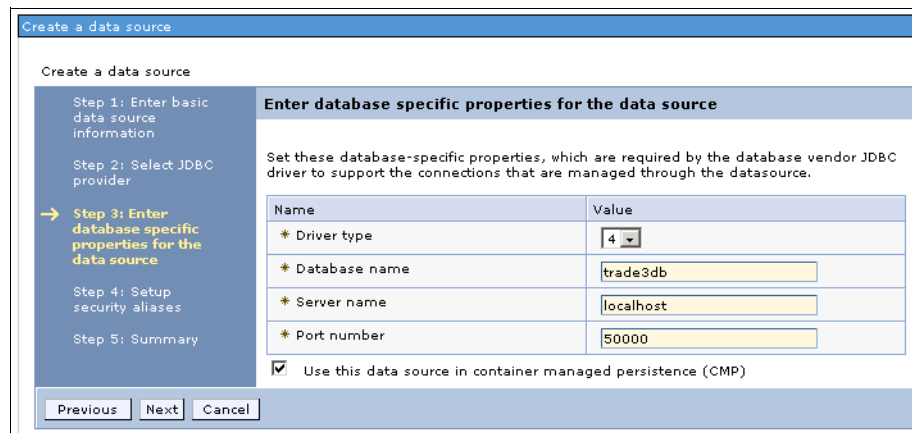 Create a data source
Create a data source
Step 1: Enter basic
data source
information
Step 2: Select JDBC
provider
Step 3: Enter
database specific
properties for the
data source
Step 4: Setup
security aliases
Step 5: Summary
Enter database specific properties for the data source
Set these database-specific properties, which are required by the database vendor JDBC
driver to support the connections that are managed through the datasource.
Name Value
* Driver type 4
* Database name trade3db
* Server name localhost
* Port number 50000
Use this data source in container managed persistence (CMP)
Previous Next Cancel